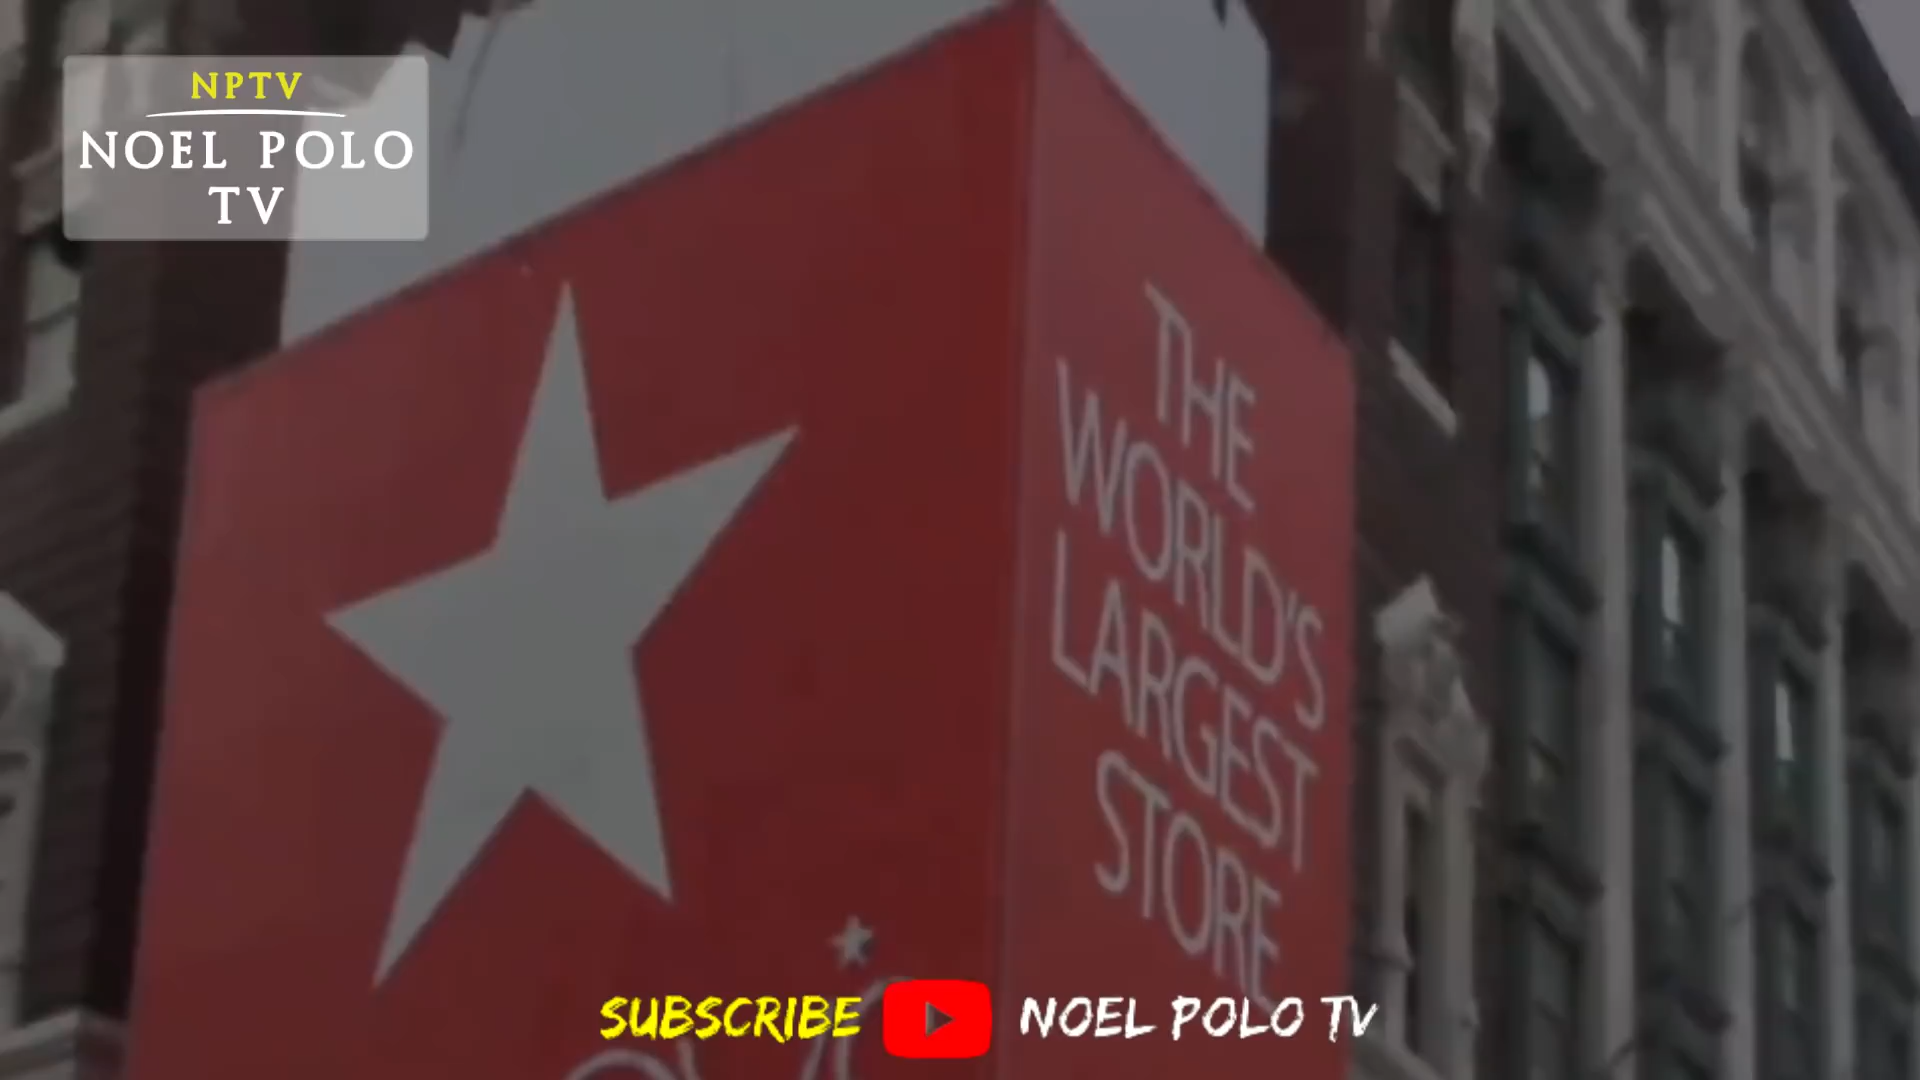 NPTV
NOEL POLO
TV
THE
WORLD'S
LARGEST
STORE
SUBSCRIBE NOEL POLO TV